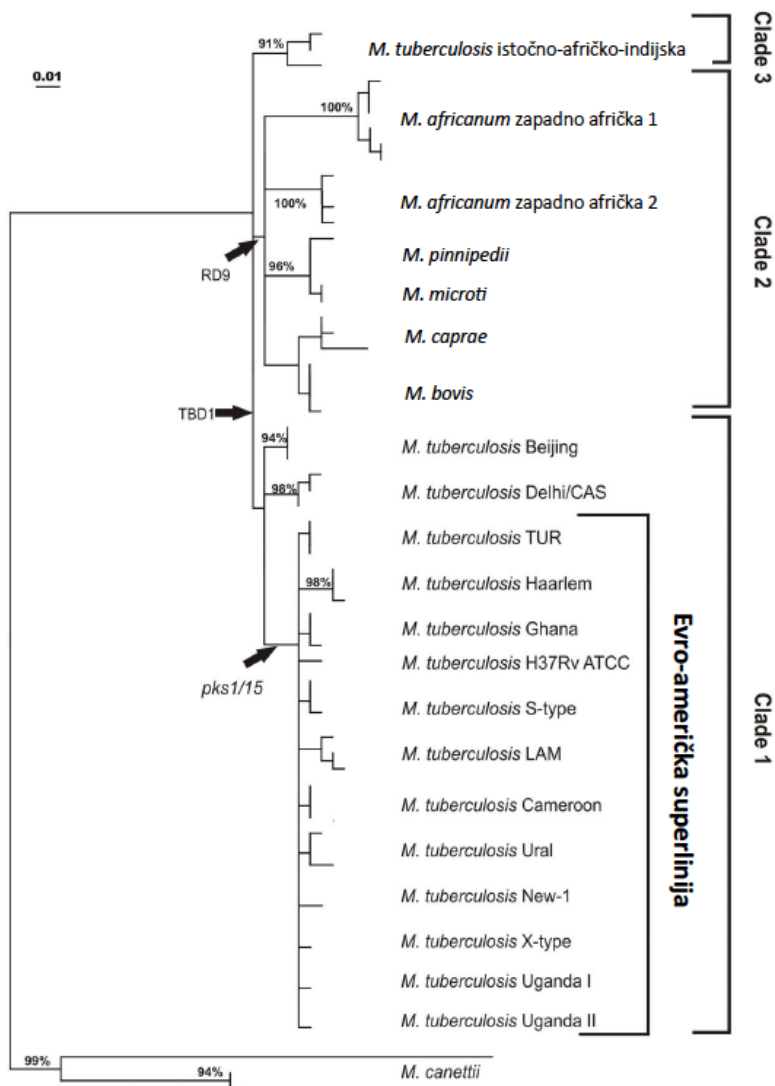 91%
M. tuberculosis istočno-afričko-indijska
Clade 3
0.01
100%
M. africanum zapadno afrička 1
100%
M. africanum zapadno afrička 2
RD9
96%
M. pinnipedii
M. microti
Clade 2
M. caprae
M. bovis
TBD1
94%
M. tuberculosis Beijing
98%
M. tuberculosis Delhi/CAS
M. tuberculosis TUR
98%
M. tuberculosis Haarlem
M. tuberculosis Ghana
M. tuberculosis H37Rv ATCC
pks1/15
M. tuberculosis S-type
M. tuberculosis LAM
M. tuberculosis Cameroon
M. tuberculosis Ural
M. tuberculosis New-1
M. tuberculosis X-type
M. tuberculosis Uganda I
M. tuberculosis Uganda II
Evro-američka superlinija
Clade 1
99%
94%
M. canettii